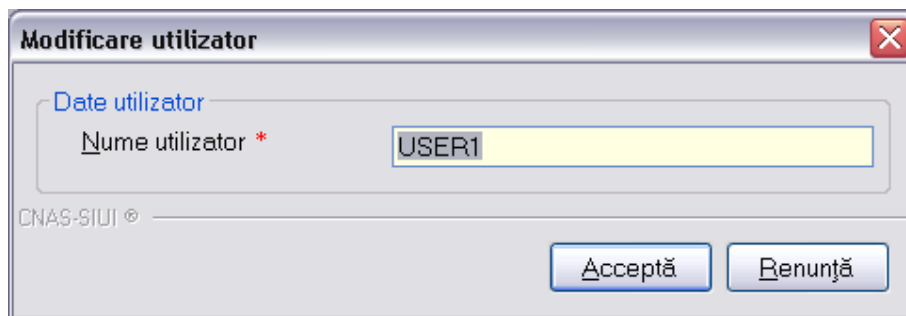 Modificare utilizator
Date utilizator
Nume utilizator * USER1
CNAS-SIUI ®
Acceptă Renunţă